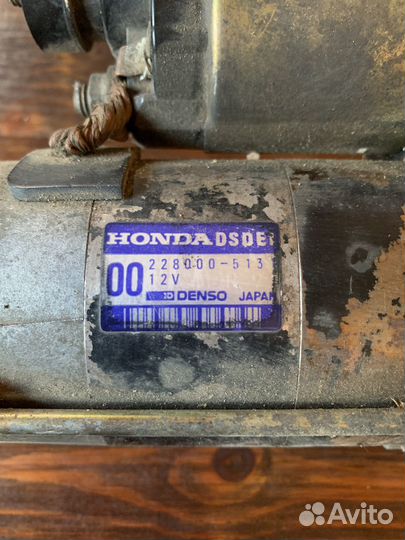 HONDA DSDE
00 228000-513
12V
DENSO JAPAN
Avito